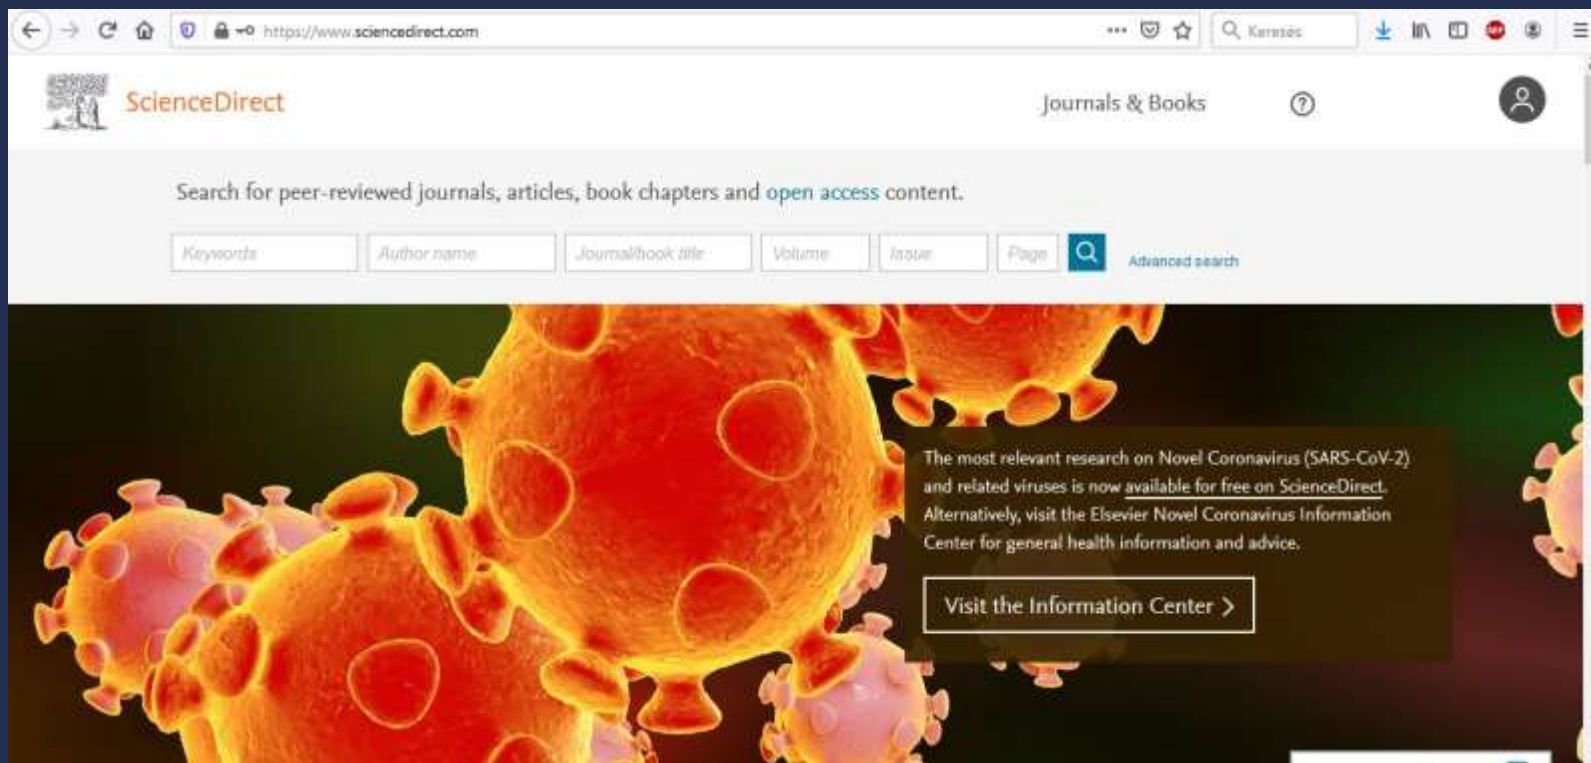 https://www.sciencedirect.com
Keresés
ScienceDirect
Journals & Books
Search for peer-reviewed journals, articles, book chapters and open access content.
Keywords Author name Journal/book title Volume Issue Page Advanced search
The most relevant research on Novel Coronavirus (SARS-CoV-2)
and related viruses is now available for free on ScienceDirect.
Alternatively, visit the Elsevier Novel Coronavirus Information
Center for general health information and advice.
Visit the Information Center >